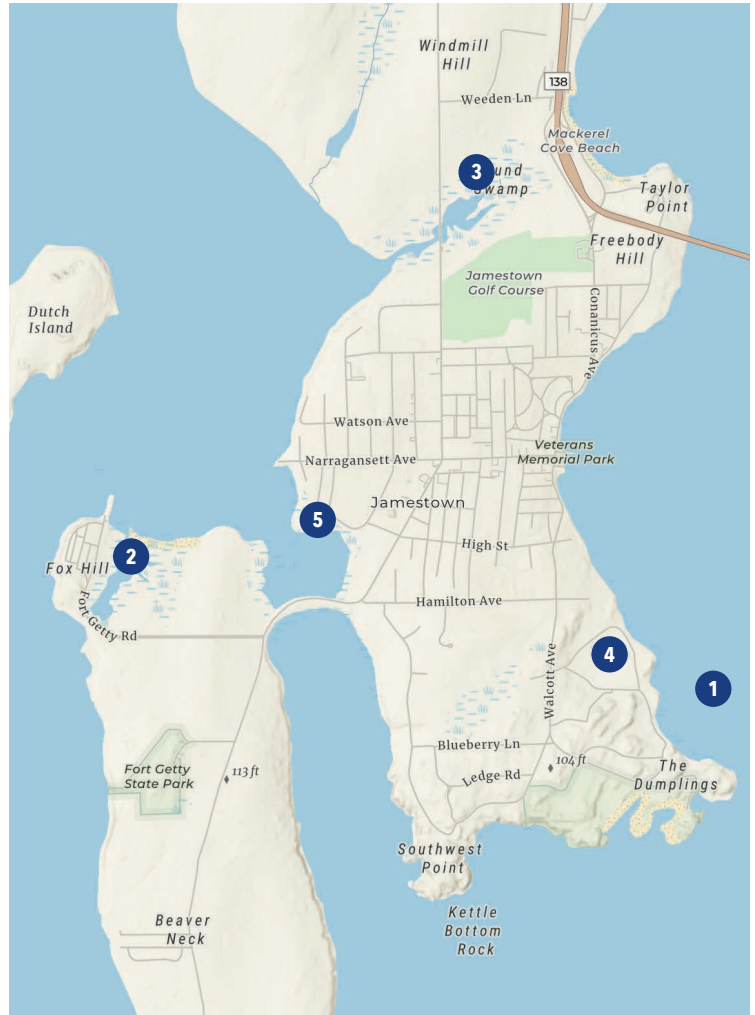 Windmill
Hill
138
Weeden Ln
Mackerel
Cove Beach
3
Swamp
Taylor
Point
Freebody
Hill
Jamestown
Golf Course
Conanicus Ave
Dutch
Island
Watson Ave
Narragansett Ave
Veterans
Memorial Park
Jamestown
5
High St
2
Fox Hill
Hamilton Ave
Fort Getty Rd
4
Walcott Ave
1
Blueberry Ln
104 ft
Ledge Rd
The
Dumplings
Fort Getty
State Park
113 ft
Southwest
Point
Beaver
Neck
Kettle
Bottom
Rock